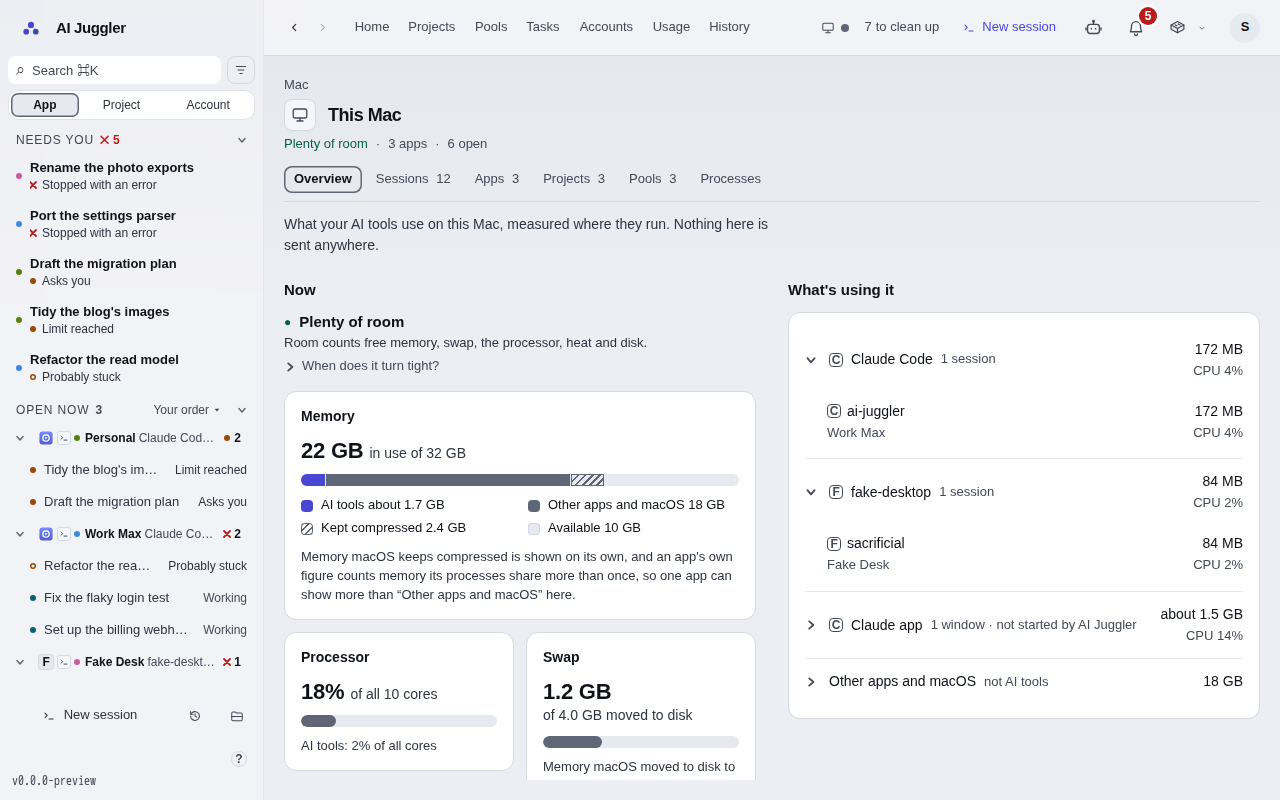 AI Juggler
Search ⌘K
App Project Account
NEEDS YOU 5
Rename the photo exports
Stopped with an error
Port the settings parser
Stopped with an error
Draft the migration plan
Asks you
Tidy the blog's images
Limit reached
Refactor the read model
Probably stuck
OPEN NOW 3 Your order
Personal Claude Cod… 2
Tidy the blog's im… Limit reached
Draft the migration plan Asks you
Work Max Claude Co… 2
Refactor the rea… Probably stuck
Fix the flaky login test Working
Set up the billing webh… Working
F Fake Desk fake-deskt… 1
New session
?
v0.0.0-preview
Home Projects Pools Tasks Accounts Usage History
7 to clean up New session 5 S
Mac
This Mac
Plenty of room · 3 apps · 6 open
Overview Sessions 12 Apps 3 Projects 3 Pools 3 Processes
What your AI tools use on this Mac, measured where they run. Nothing here is
sent anywhere.
Now
Plenty of room
Room counts free memory, swap, the processor, heat and disk.
When does it turn tight?
Memory
22 GB in use of 32 GB
AI tools about 1.7 GB Other apps and macOS 18 GB
Kept compressed 2.4 GB Available 10 GB
Memory macOS keeps compressed is shown on its own, and an app's own
figure counts memory its processes share more than once, so one app can
show more than “Other apps and macOS” here.
Processor
18% of all 10 cores
AI tools: 2% of all cores
Swap
1.2 GB
of 4.0 GB moved to disk
Memory macOS moved to disk to
What's using it
C Claude Code 1 session 172 MB
CPU 4%
C ai-juggler 172 MB
Work Max CPU 4%
F fake-desktop 1 session 84 MB
CPU 2%
F sacrificial 84 MB
Fake Desk CPU 2%
C Claude app 1 window · not started by AI Juggler about 1.5 GB
CPU 14%
Other apps and macOS not AI tools 18 GB